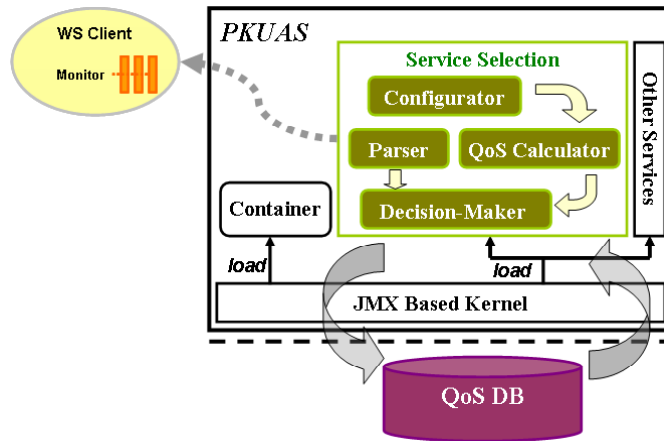 WS Client
Monitor
PKUAS
Service Selection
Configurator
Parser
QoS Calculator
Decision-Maker
Other Services
Container
load
load
JMX Based Kernel
QoS DB